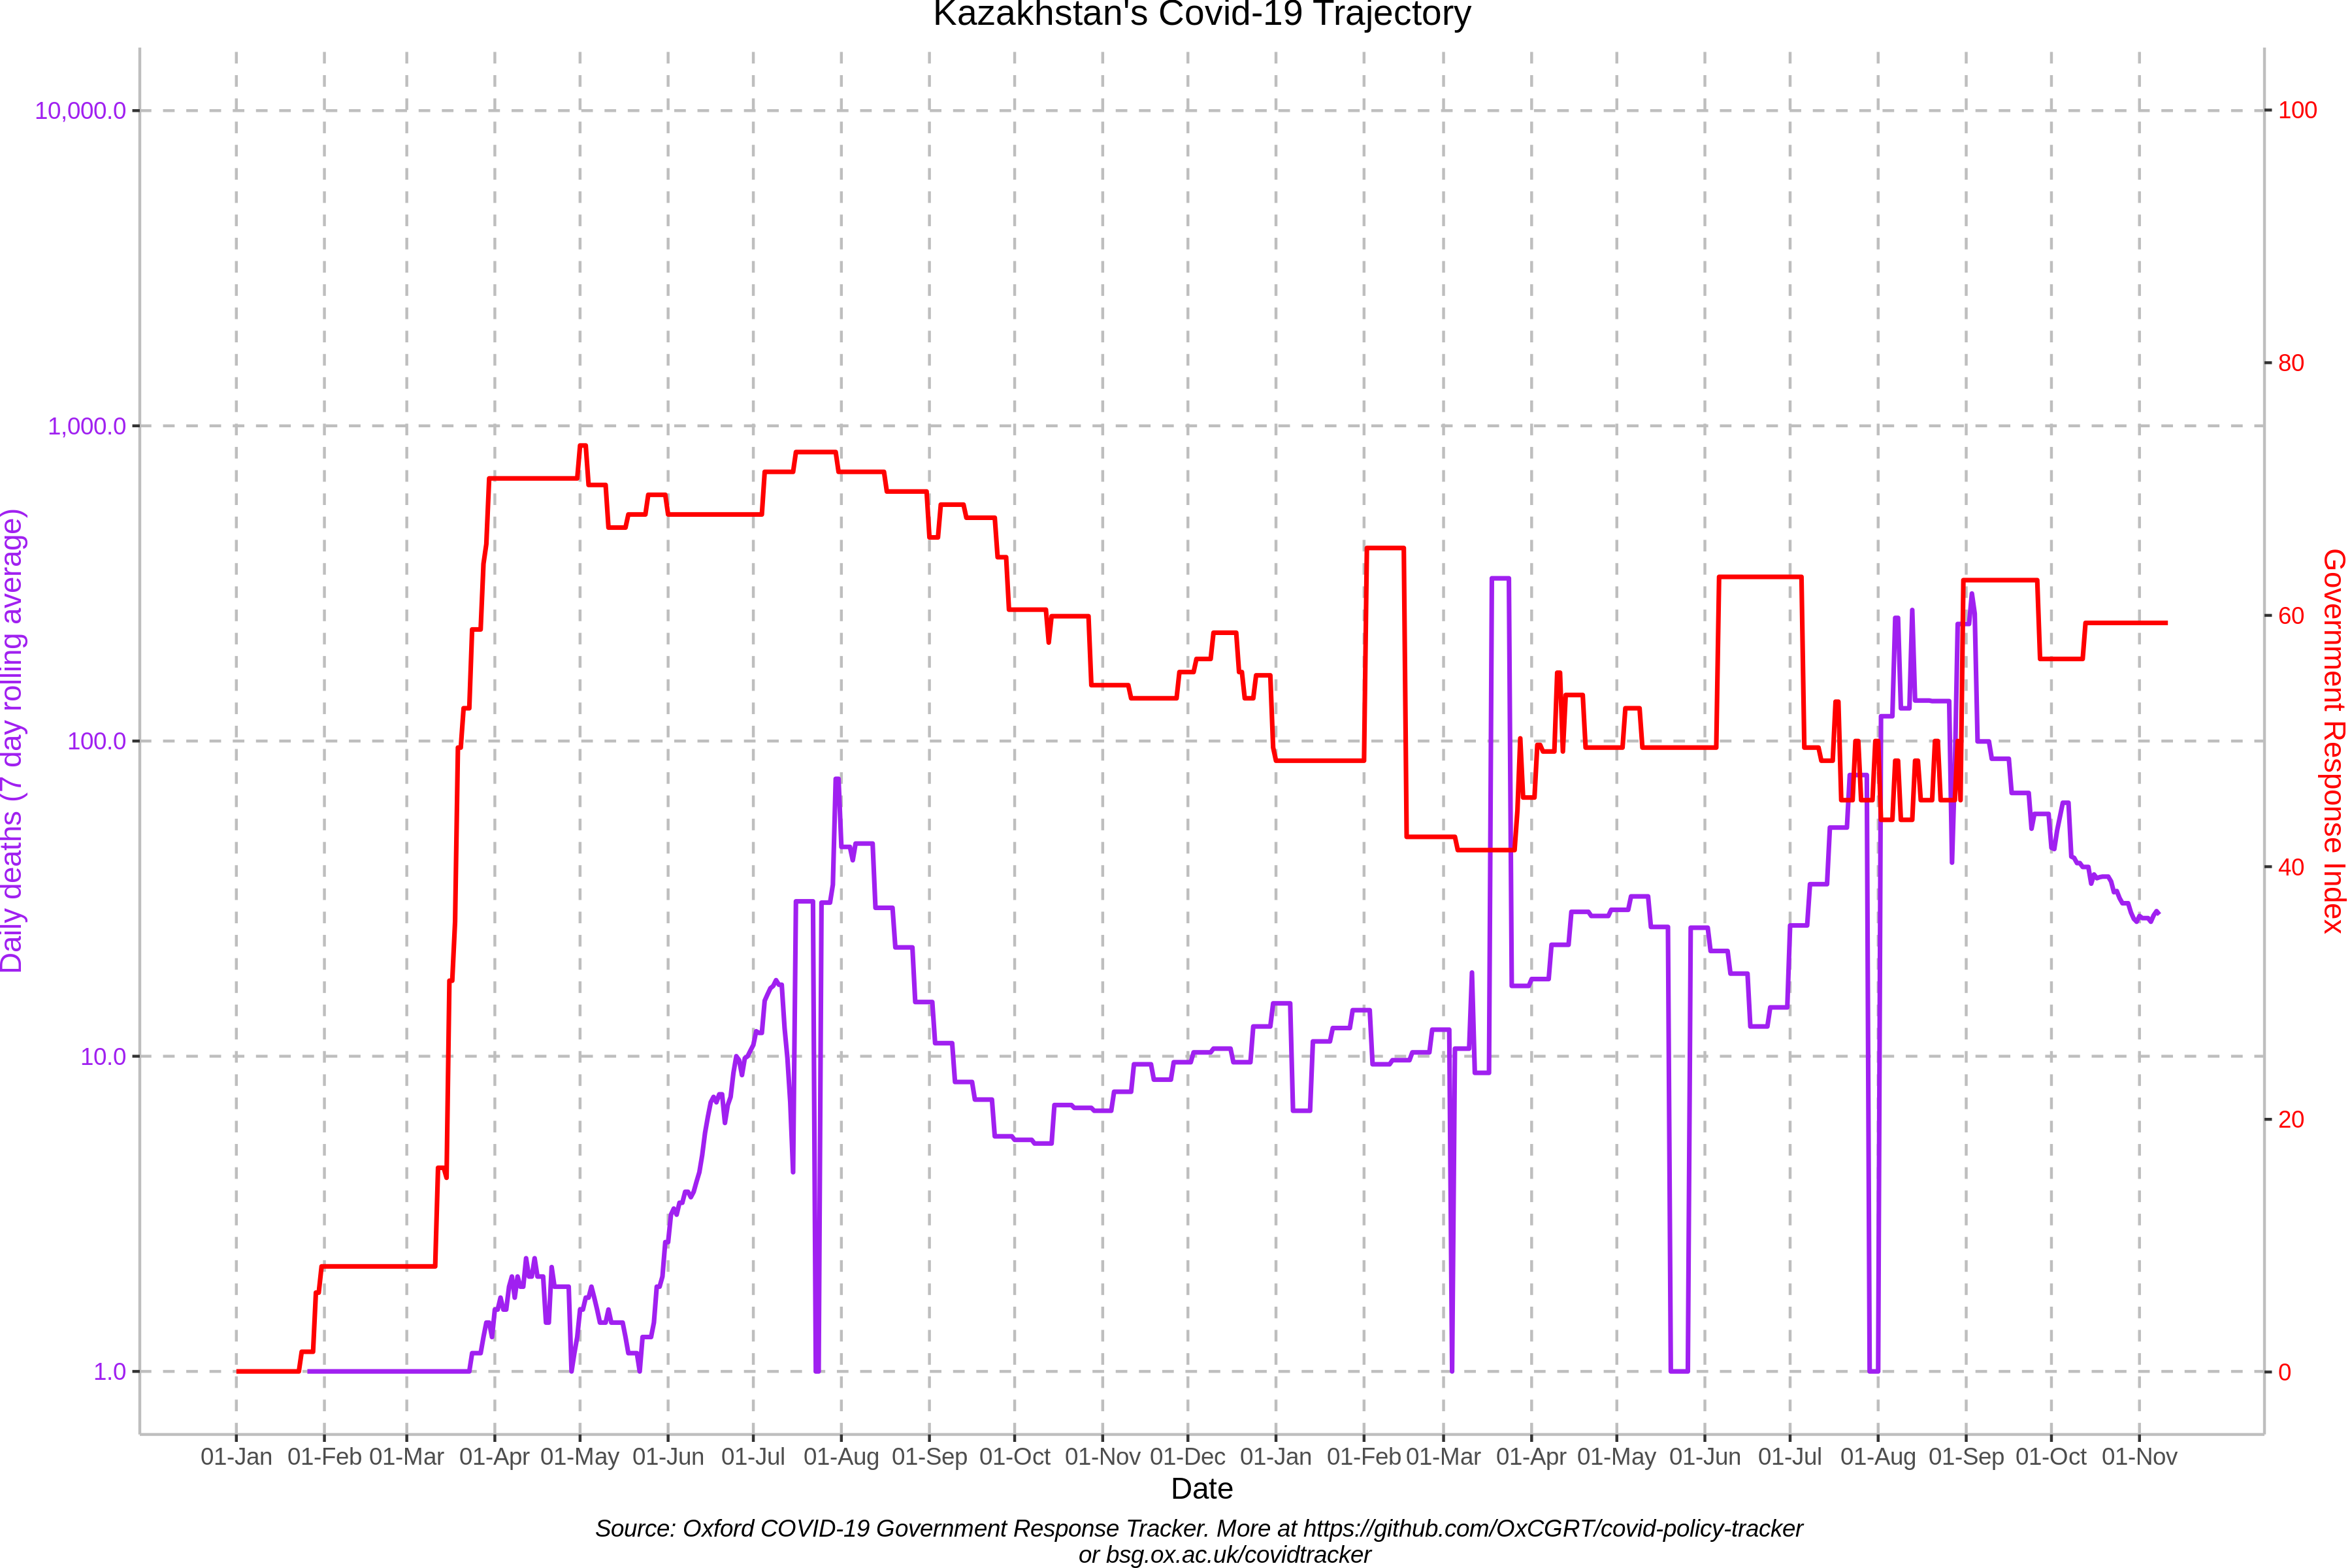 Kazakhstan's Covid-19 Trajectory
10,000.0
1,000.0
100.0
10.0
1.0
Daily deaths (7 day rolling average)
100
80
60
40
20
0
Government Response Index
01-Jan 01-Feb 01-Mar 01-Apr 01-May 01-Jun 01-Jul 01-Aug 01-Sep 01-Oct 01-Nov 01-Dec 01-Jan 01-Feb 01-Mar 01-Apr 01-May 01-Jun 01-Jul 01-Aug 01-Sep 01-Oct 01-Nov
Date
Source: Oxford COVID-19 Government Response Tracker. More at https://github.com/OxCGRT/covid-policy-tracker
or bsg.ox.ac.uk/covidtracker